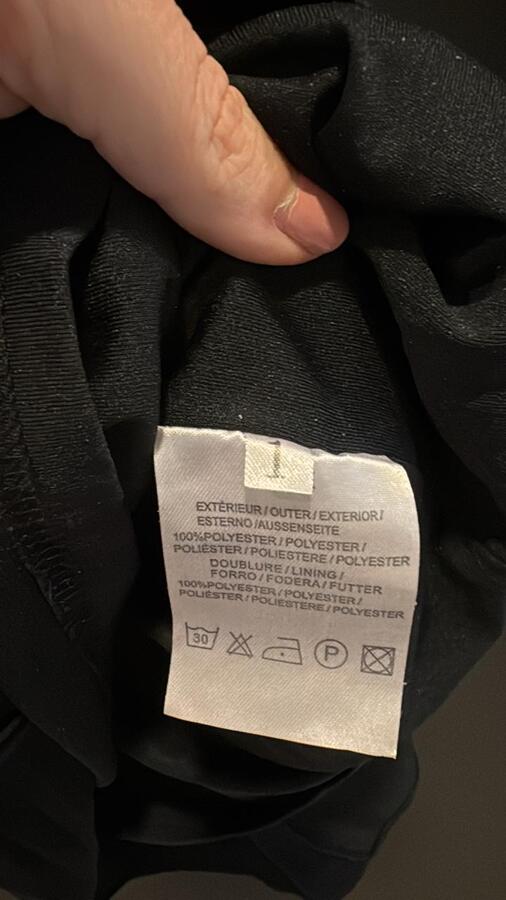 1
EXTÉRIEUR / OUTER / EXTERIOR /
ESTERNO / AUSSENSEITE
100%POLYESTER / POLYESTER /
POLIÉSTER / POLIESTERE / POLYESTER
DOUBLURE / LINING /
FORRO / FODERA / FUTTER
100%POLYESTER / POLYESTER /
POLIÉSTER / POLIESTERE / POLYESTER
30 P